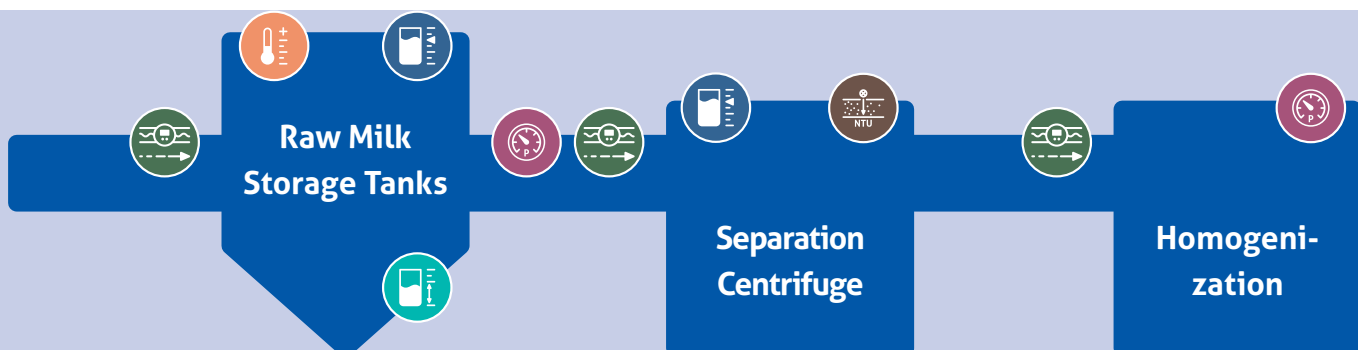 Raw Milk
Storage Tanks
P
NTU
Separation
Centrifuge
P
Homogeni-
zation